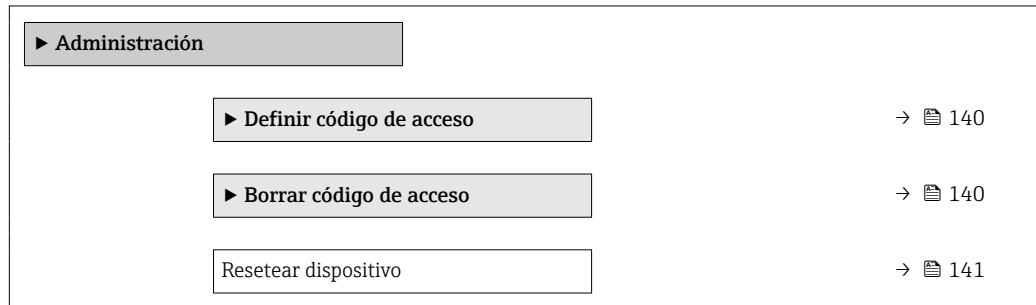 ▶ Administración
▶ Definir código de acceso → 140
▶ Borrar código de acceso → 140
Resetear dispositivo → 141